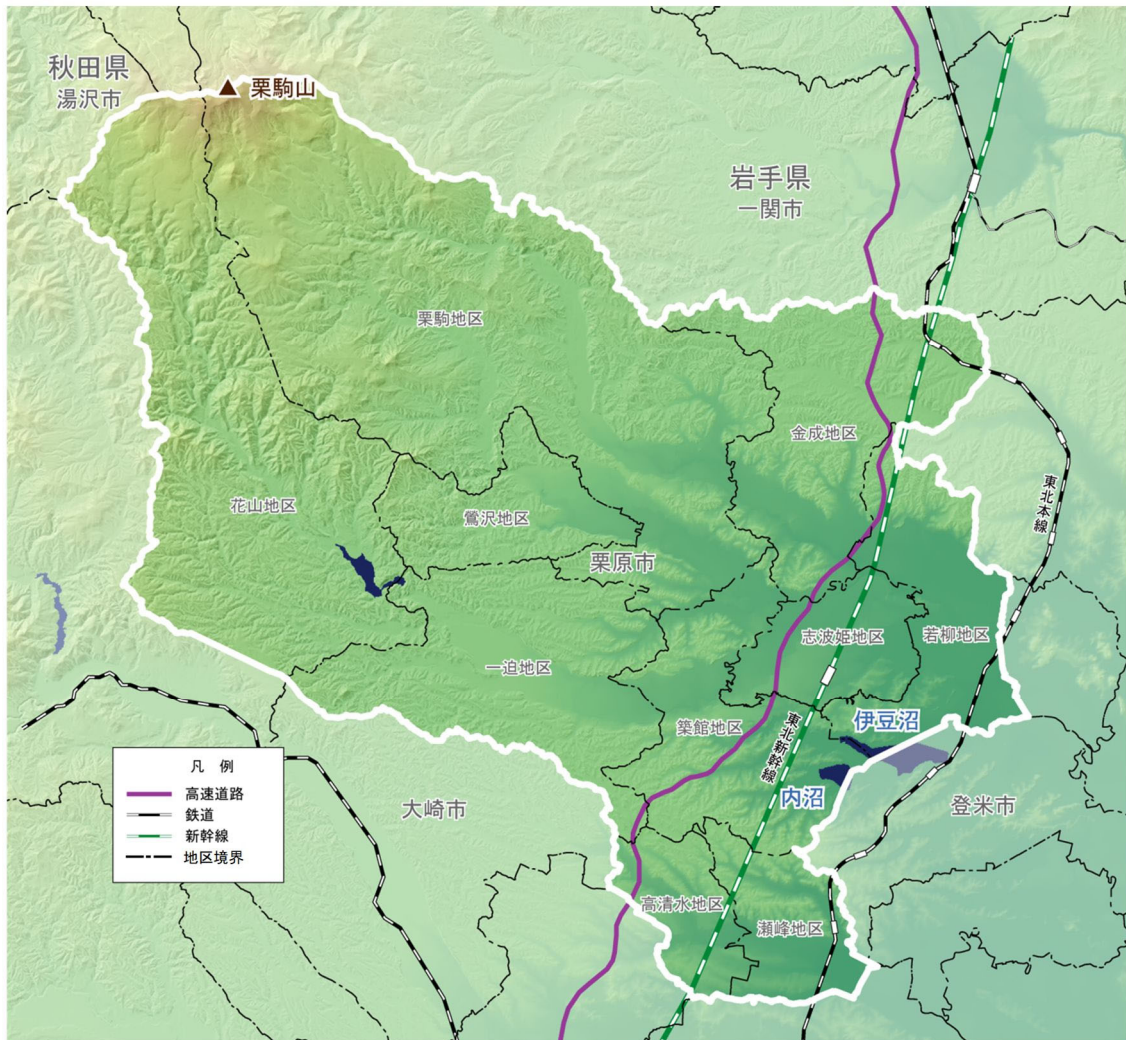 秋田県
湯沢市
栗駒山
岩手県
一関市
栗駒地区
金成地区
花山地区
鶯沢地区
栗原市
東北本線
志波姫地区
若柳地区
一迫地区
築館地区
伊豆沼
東北新幹線
内沼
大崎市
登米市
高清水地区
瀬峰地区
凡 例
高速道路
鉄道
新幹線
地区境界